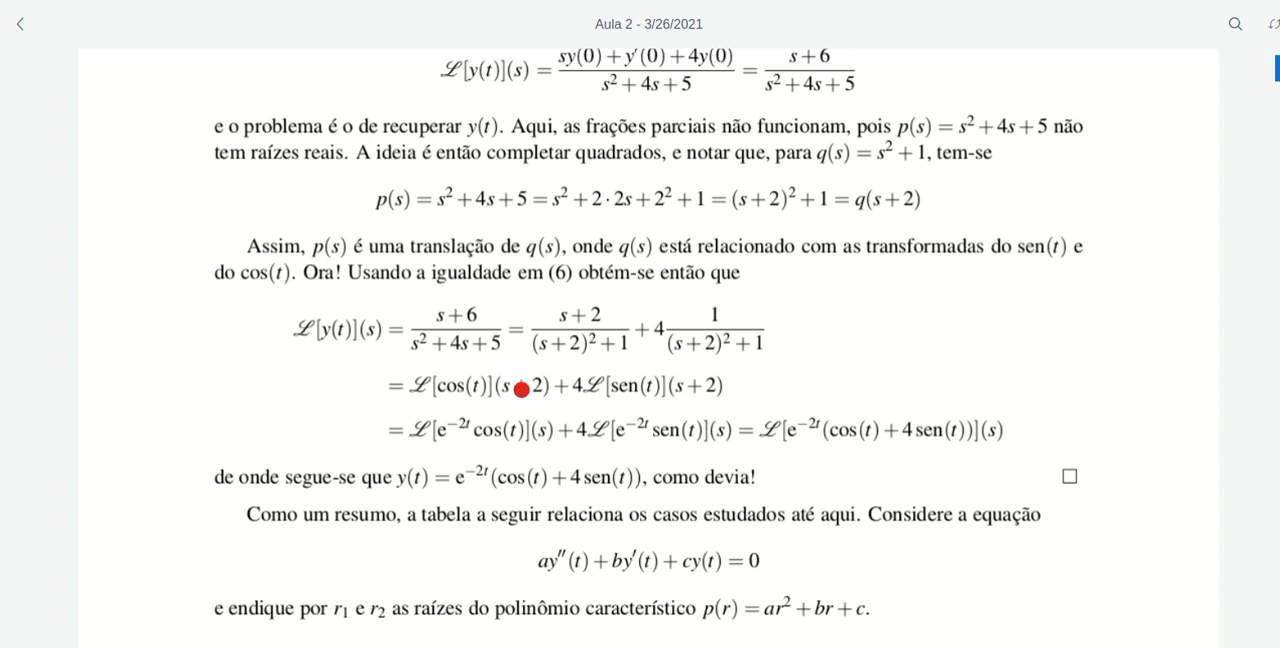 Aula 2 - 3/26/2021
ℒ[y(t)](s) = (sy(0) + y′(0) + 4y(0))/(s² + 4s + 5) = (s + 6)/(s² + 4s + 5)
e o problema é o de recuperar y(t). Aqui, as frações parciais não funcionam, pois p(s) = s² + 4s + 5 não
tem raízes reais. A ideia é então completar quadrados, e notar que, para q(s) = s² + 1, tem-se
p(s) = s² + 4s + 5 = s² + 2 · 2s + 2² + 1 = (s + 2)² + 1 = q(s + 2)
Assim, p(s) é uma translação de q(s), onde q(s) está relacionado com as transformadas do sen(t) e
do cos(t). Ora! Usando a igualdade em (6) obtém-se então que
ℒ[y(t)](s) = (s + 6)/(s² + 4s + 5) = (s + 2)/((s + 2)² + 1) + 4 1/((s + 2)² + 1)
= ℒ[cos(t)](s 2) + 4ℒ[sen(t)](s + 2)
= ℒ[e⁻²ᵗ cos(t)](s) + 4ℒ[e⁻²ᵗ sen(t)](s) = ℒ[e⁻²ᵗ(cos(t) + 4 sen(t))](s)
de onde segue-se que y(t) = e⁻²ᵗ(cos(t) + 4 sen(t)), como devia! □
Como um resumo, a tabela a seguir relaciona os casos estudados até aqui. Considere a equação
ay″(t) + by′(t) + cy(t) = 0
e endique por r₁ e r₂ as raízes do polinômio característico p(r) = ar² + br + c.